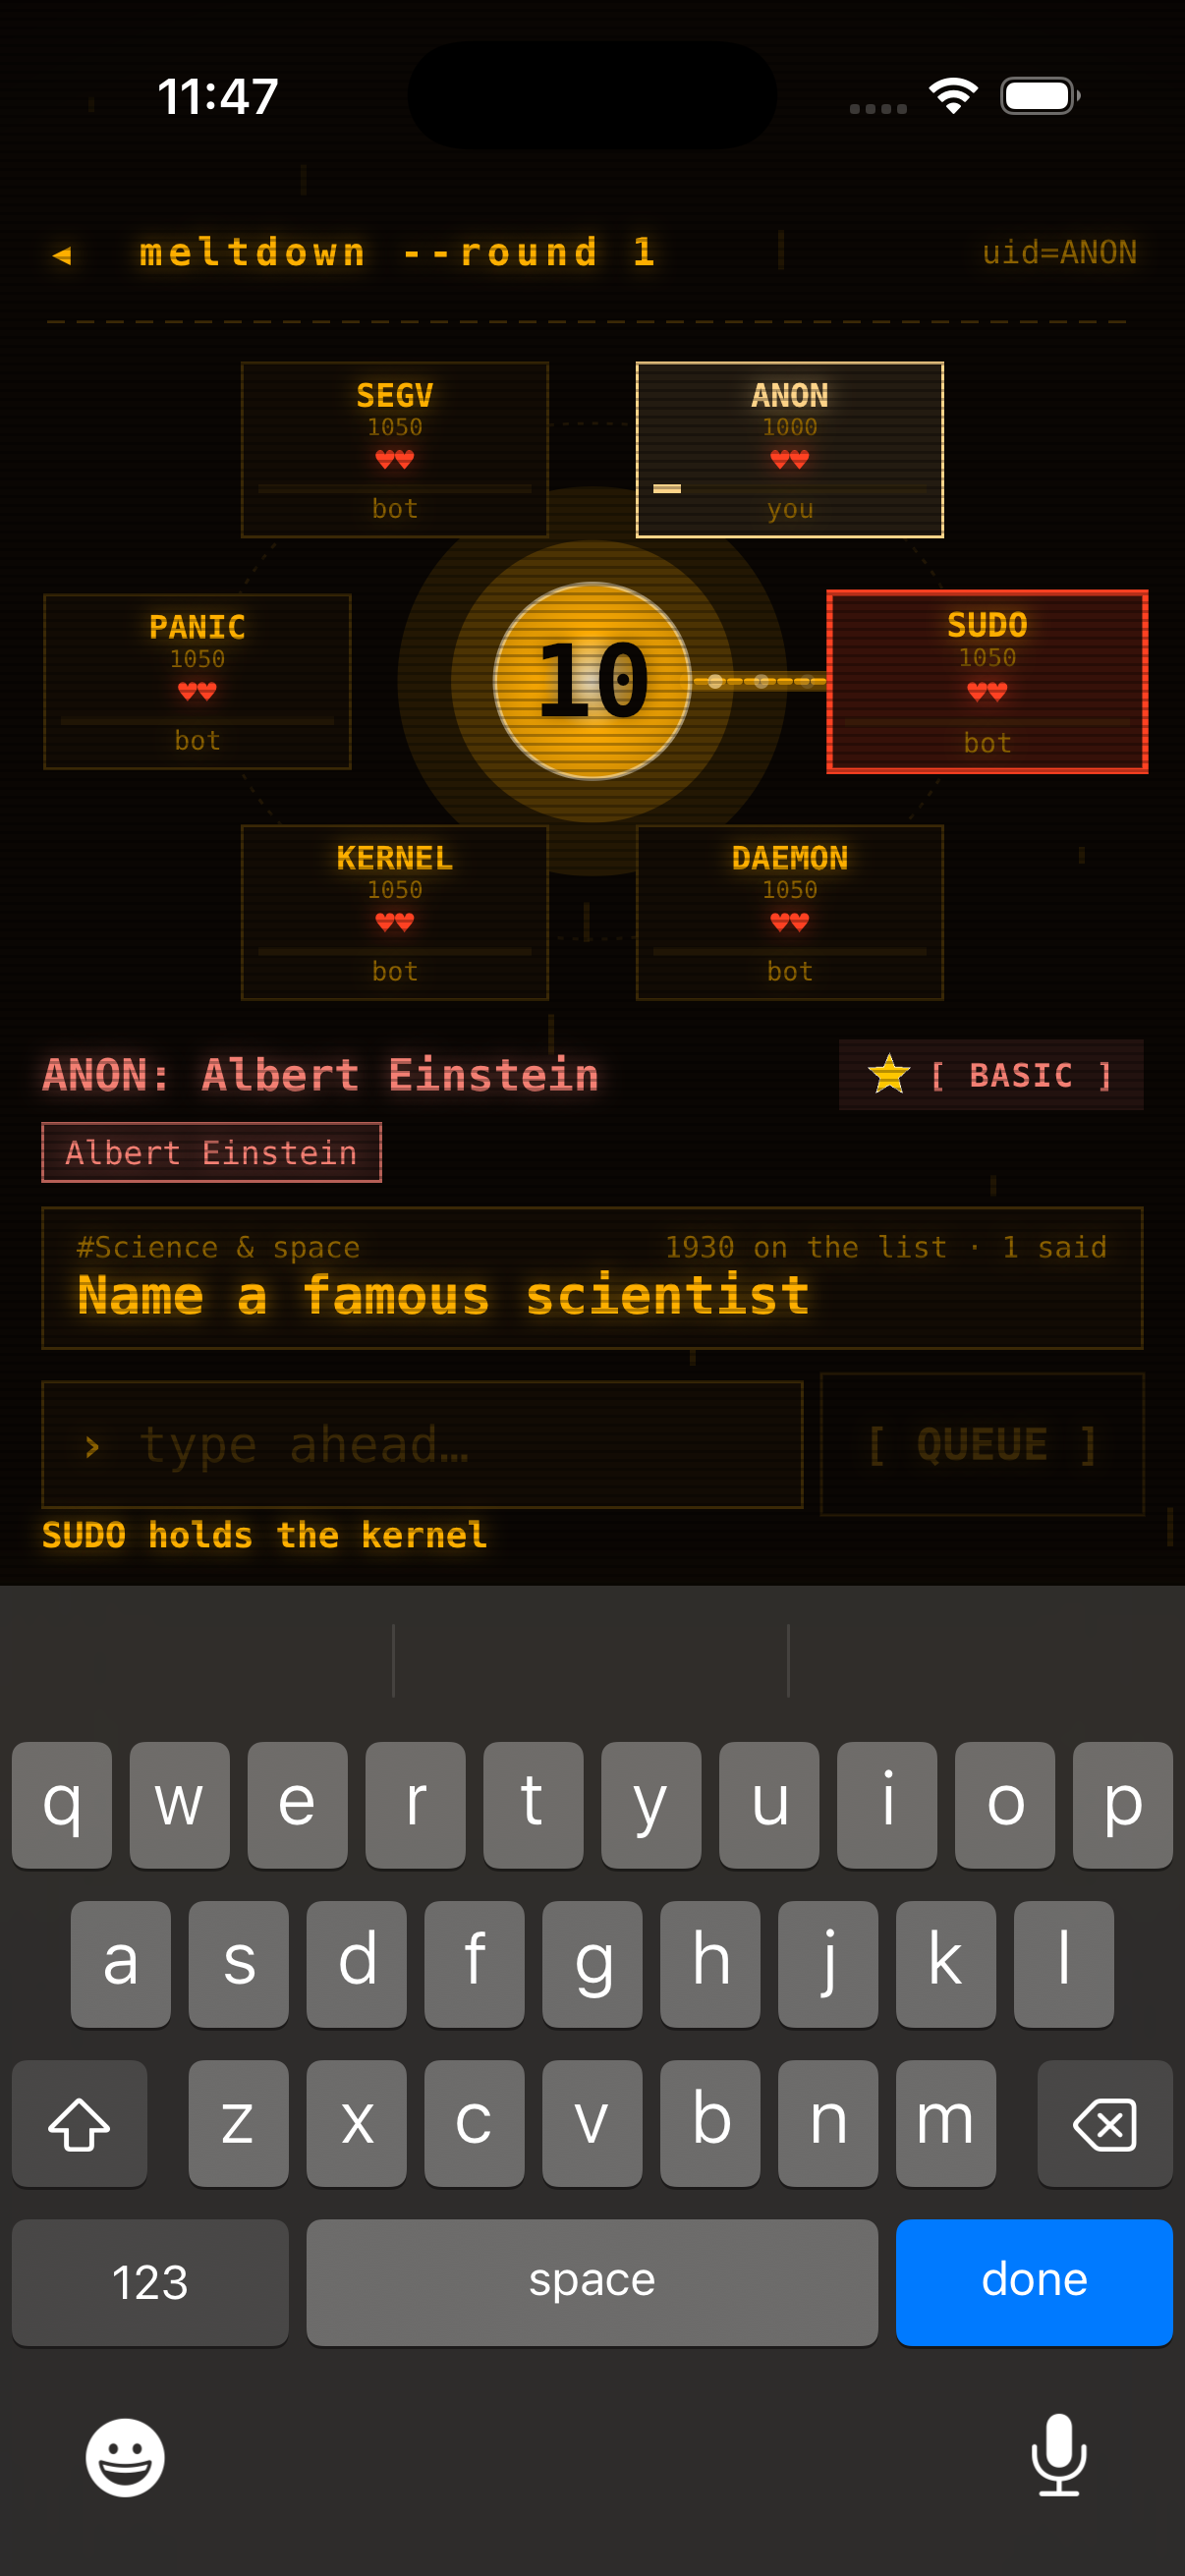 11:47
◂ meltdown --round 1 uid=ANON
SEGV
1050
♥♥
bot
ANON
1000
♥♥
you
PANIC
1050
♥♥
bot
10
SUDO
1050
♥♥
bot
KERNEL
1050
♥♥
bot
DAEMON
1050
♥♥
bot
ANON: Albert Einstein
⭐ [ BASIC ]
Albert Einstein
#Science & space 1930 on the list · 1 said
Name a famous scientist
› type ahead…
[ QUEUE ]
SUDO holds the kernel
q w e r t y u i o p
a s d f g h j k l
z x c v b n m
123 space done